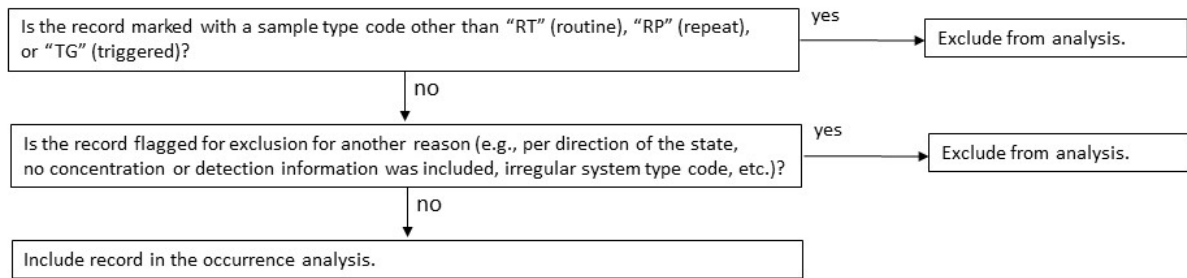 Is the record marked with a sample type code other than “RT” (routine), “RP” (repeat),
or “TG” (triggered)?
yes
Exclude from analysis.
no
Is the record flagged for exclusion for another reason (e.g., per direction of the state,
no concentration or detection information was included, irregular system type code, etc.)?
yes
Exclude from analysis.
no
Include record in the occurrence analysis.